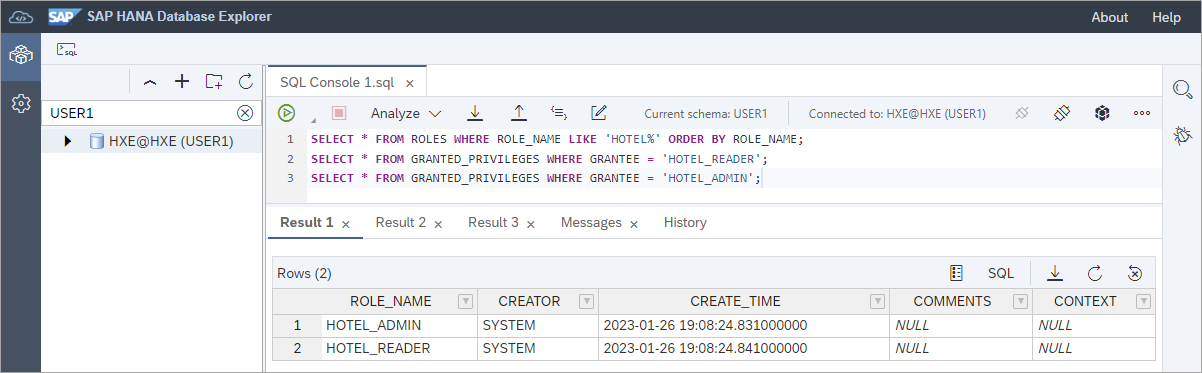 SAP SAP HANA Database Explorer About Help
SQL
USER1
HXE@HXE (USER1)
SQL Console 1.sql
Analyze Current schema: USER1 Connected to: HXE@HXE (USER1)
1 SELECT * FROM ROLES WHERE ROLE_NAME LIKE 'HOTEL%' ORDER BY ROLE_NAME;
2 SELECT * FROM GRANTED_PRIVILEGES WHERE GRANTEE = 'HOTEL_READER';
3 SELECT * FROM GRANTED_PRIVILEGES WHERE GRANTEE = 'HOTEL_ADMIN';
Result 1 Result 2 Result 3 Messages History
Rows (2) SQL
ROLE_NAME CREATOR CREATE_TIME COMMENTS CONTEXT
1 HOTEL_ADMIN SYSTEM 2023-01-26 19:08:24.831000000 NULL NULL
2 HOTEL_READER SYSTEM 2023-01-26 19:08:24.841000000 NULL NULL